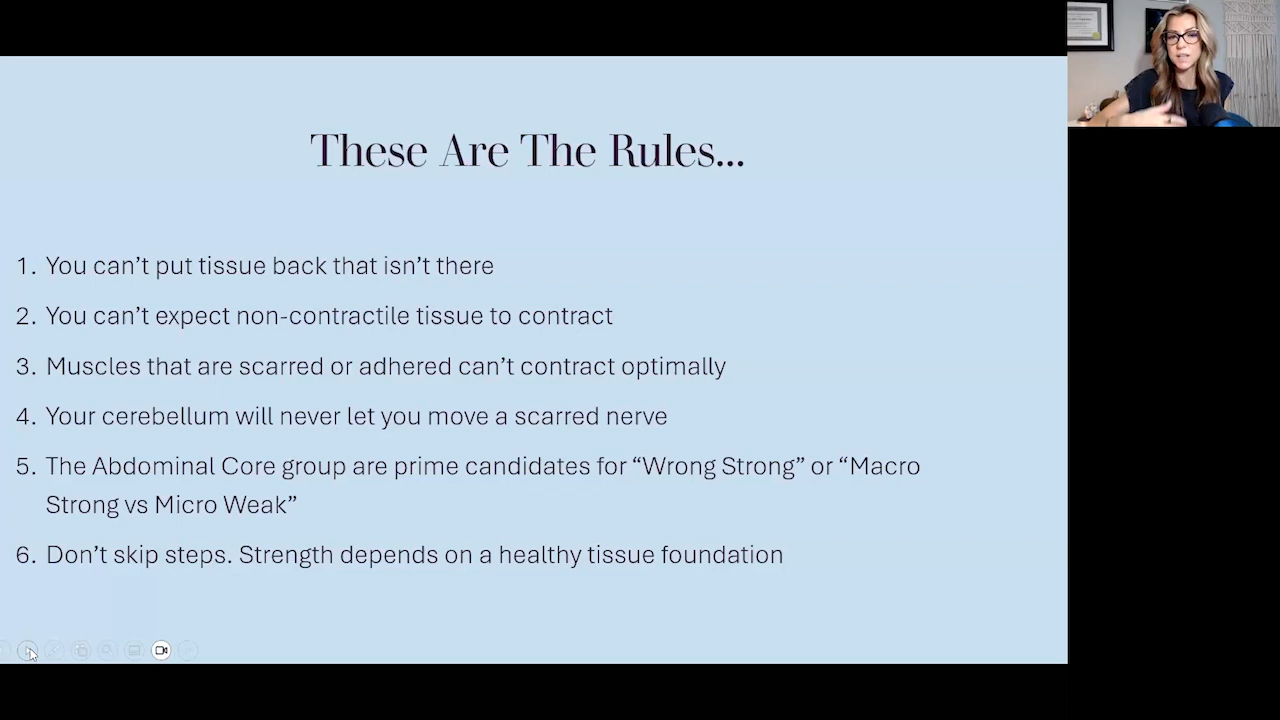 These Are The Rules...
1. You can’t put tissue back that isn’t there
2. You can’t expect non-contractile tissue to contract
3. Muscles that are scarred or adhered can’t contract optimally
4. Your cerebellum will never let you move a scarred nerve
5. The Abdominal Core group are prime candidates for “Wrong Strong” or “Macro
Strong vs Micro Weak”
6. Don’t skip steps. Strength depends on a healthy tissue foundation